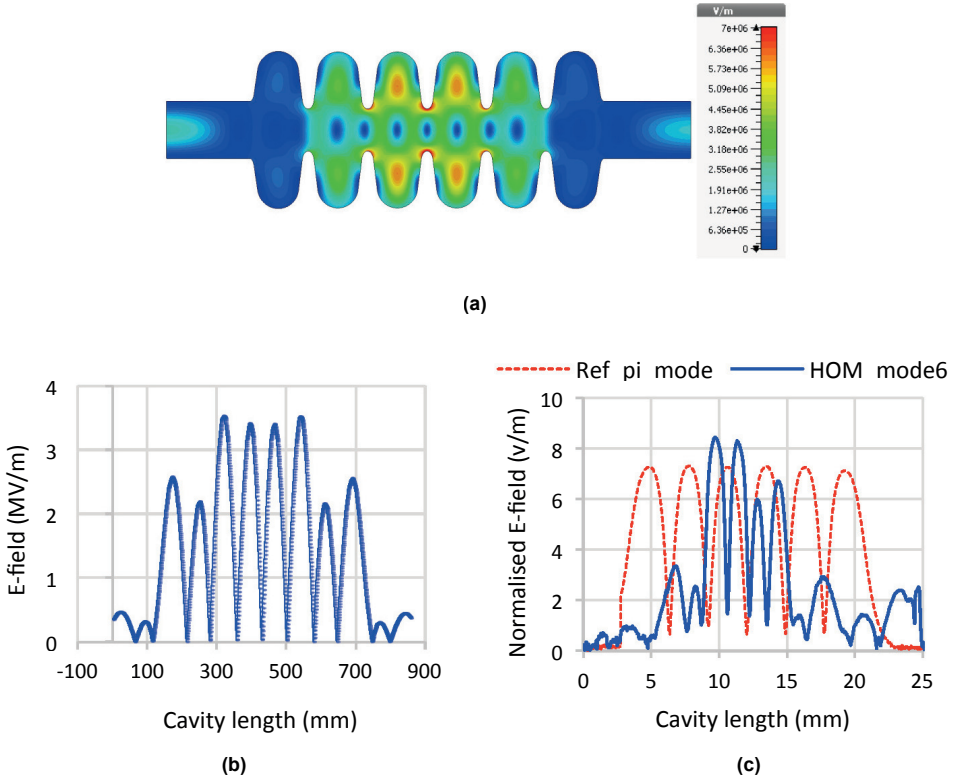 V/m
7e+06
6.36e+06
5.73e+06
5.09e+06
4.45e+06
3.82e+06
3.18e+06
2.55e+06
1.91e+06
1.27e+06
6.36e+05
0
(a)
E-field (MV/m)
4
3
2
1
0
-100 100 300 500 700 900
Cavity length (mm)
(b)
Ref pi mode HOM mode6
Normalised E-field (v/m)
10
8
6
4
2
0
0 5 10 15 20 25
Cavity length (mm)
(c)